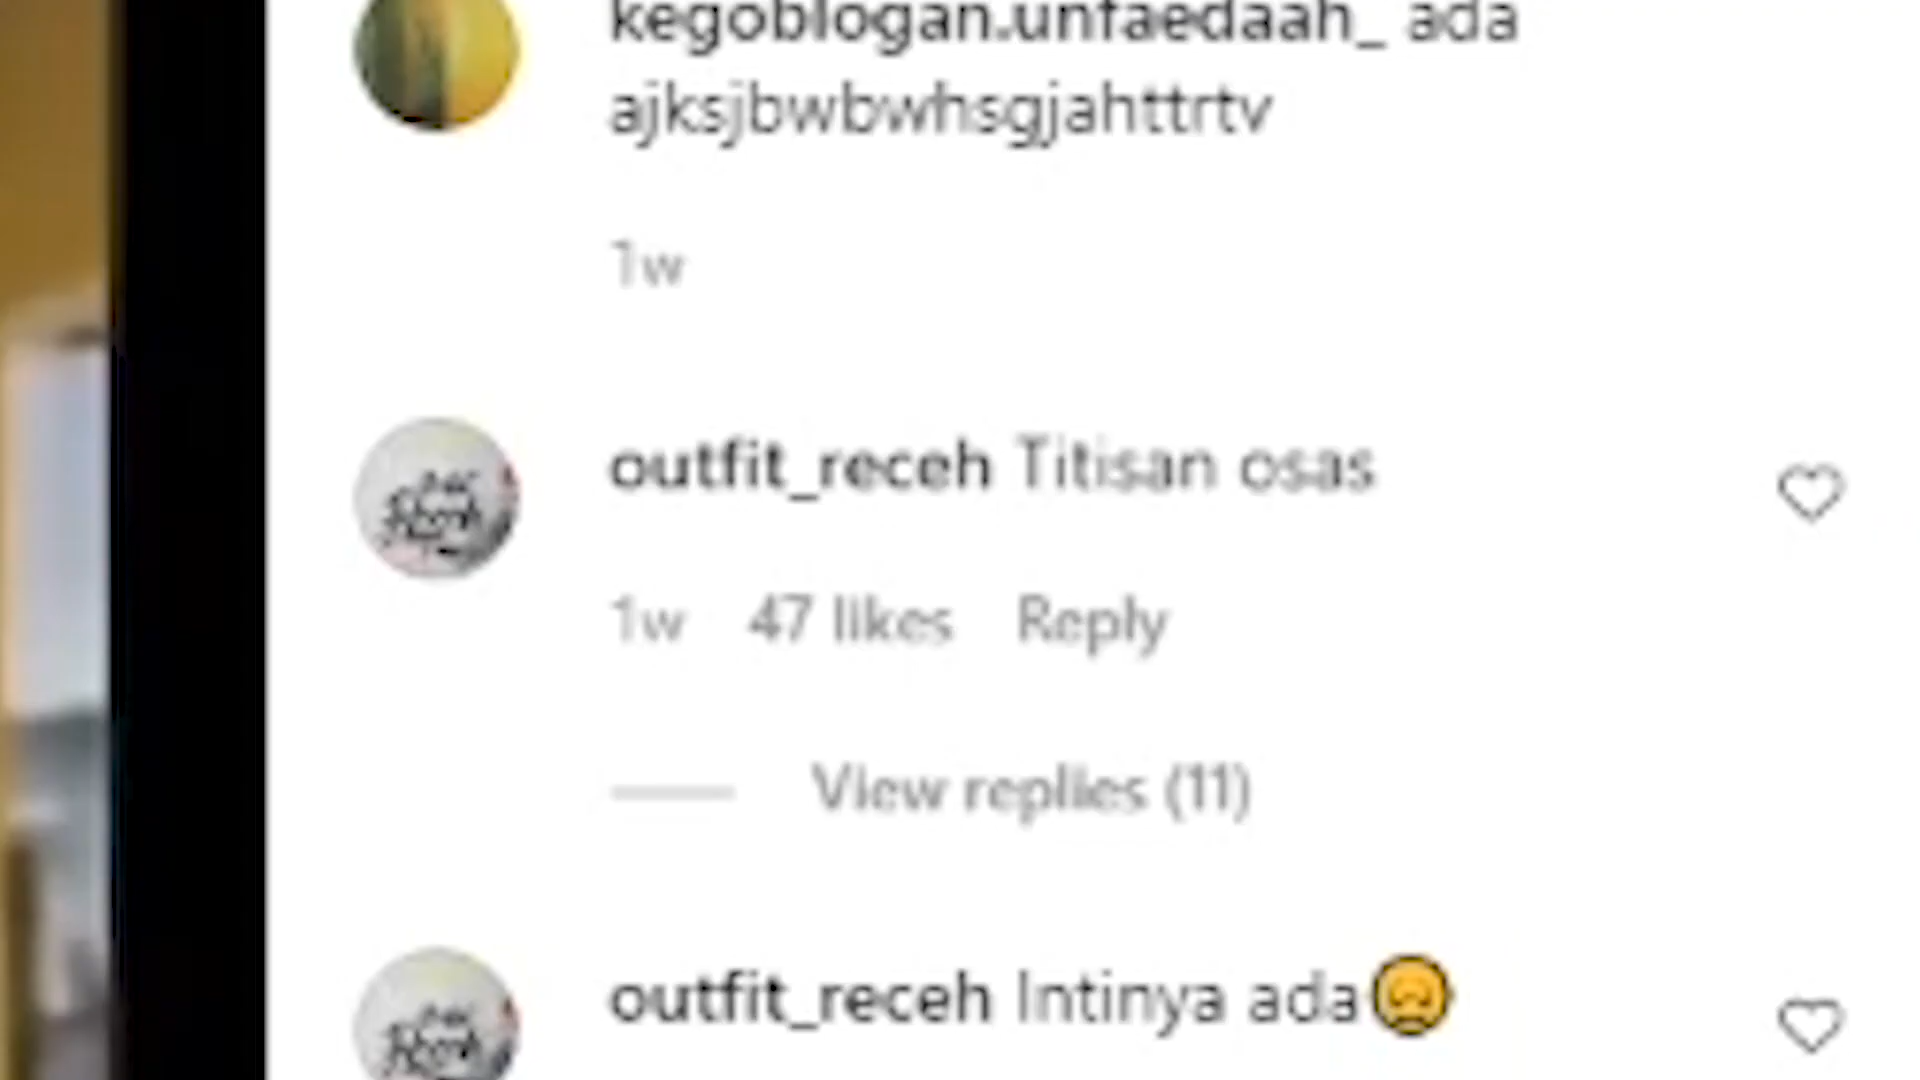 kegoblogan.unfaedaah_ ada
ajksjbwbwhsgjahttrtv
1w
outfit_receh Titisan osas
1w 47 likes Reply
View replies (11)
outfit_receh Intinya ada😞